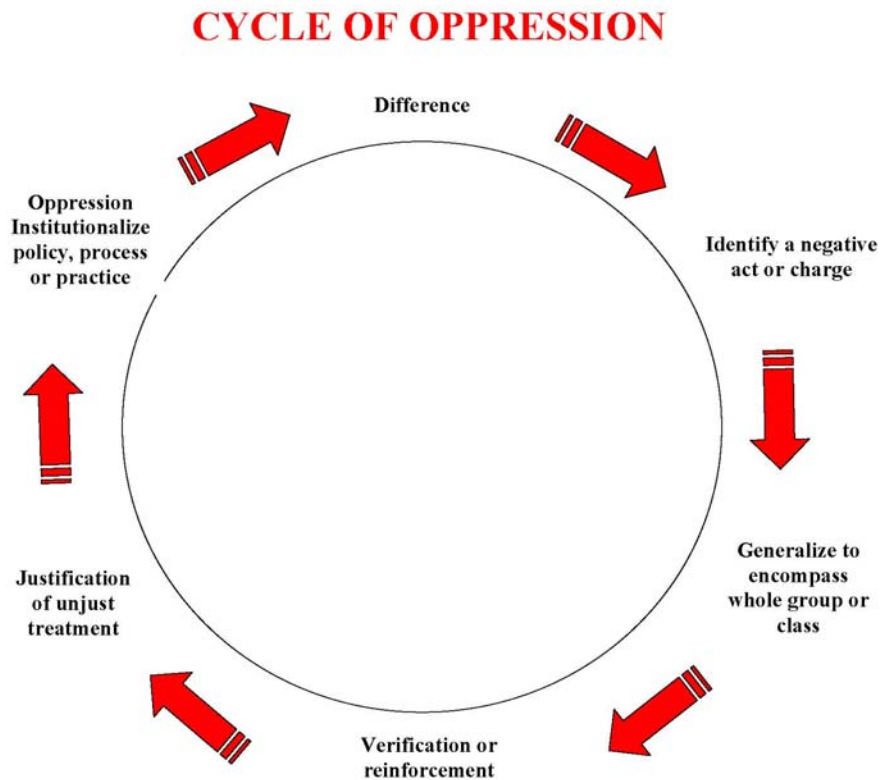 CYCLE OF OPPRESSION
Difference
Identify a negative
act or charge
Generalize to
encompass
whole group or
class
Verification or
reinforcement
Justification
of unjust
treatment
Oppression
Institutionalize
policy, process
or practice